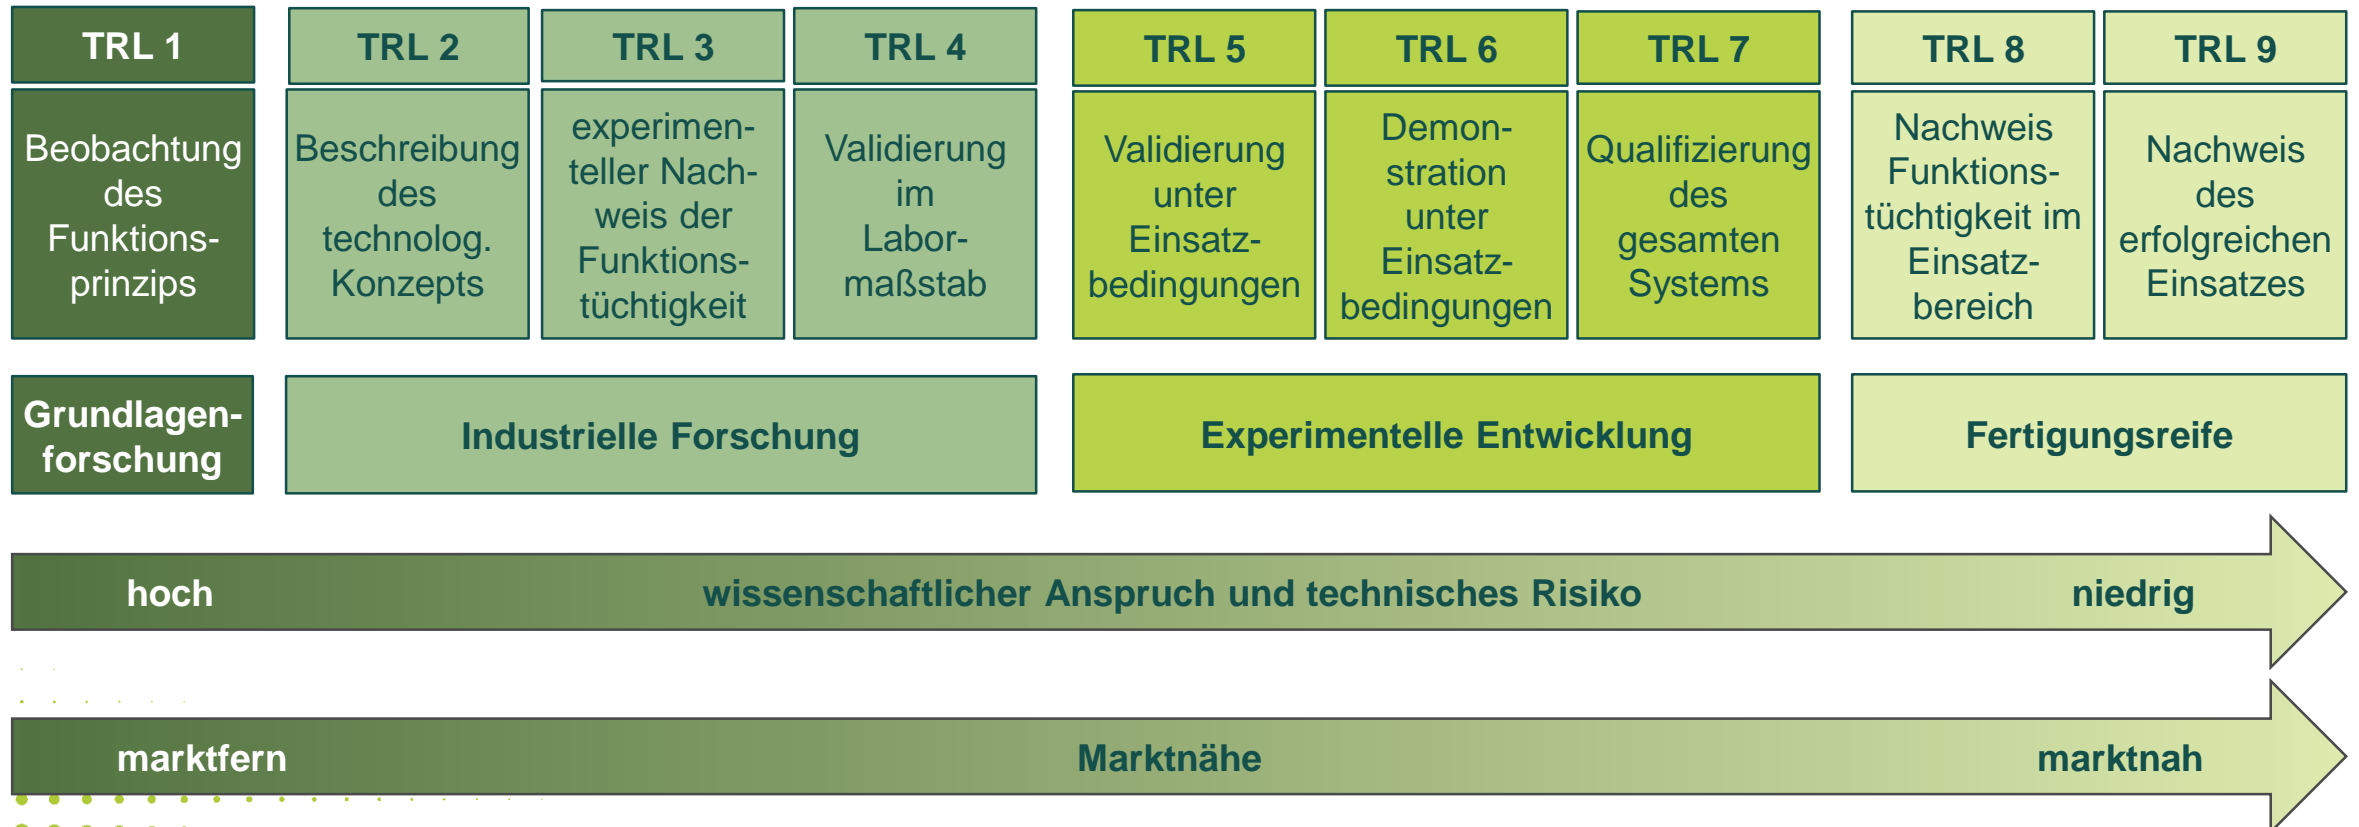 TRL 1
TRL 2
TRL 3
TRL 4
TRL 5
TRL 6
TRL 7
TRL 8
TRL 9
Beobachtung
des
Funktions-
prinzips
Beschreibung
des
technolog.
Konzepts
experimen-
teller Nach-
weis der
Funktions-
tüchtigkeit
Validierung
im
Labor-
maßstab
Validierung
unter
Einsatz-
bedingungen
Demon-
stration
unter
Einsatz-
bedingungen
Qualifizierung
des
gesamten
Systems
Nachweis
Funktions-
tüchtigkeit im
Einsatz-
bereich
Nachweis
des
erfolgreichen
Einsatzes
Grundlagen-
forschung
Industrielle Forschung
Experimentelle Entwicklung
Fertigungsreife
hoch wissenschaftlicher Anspruch und technisches Risiko niedrig
marktfern Marktnähe marktnah